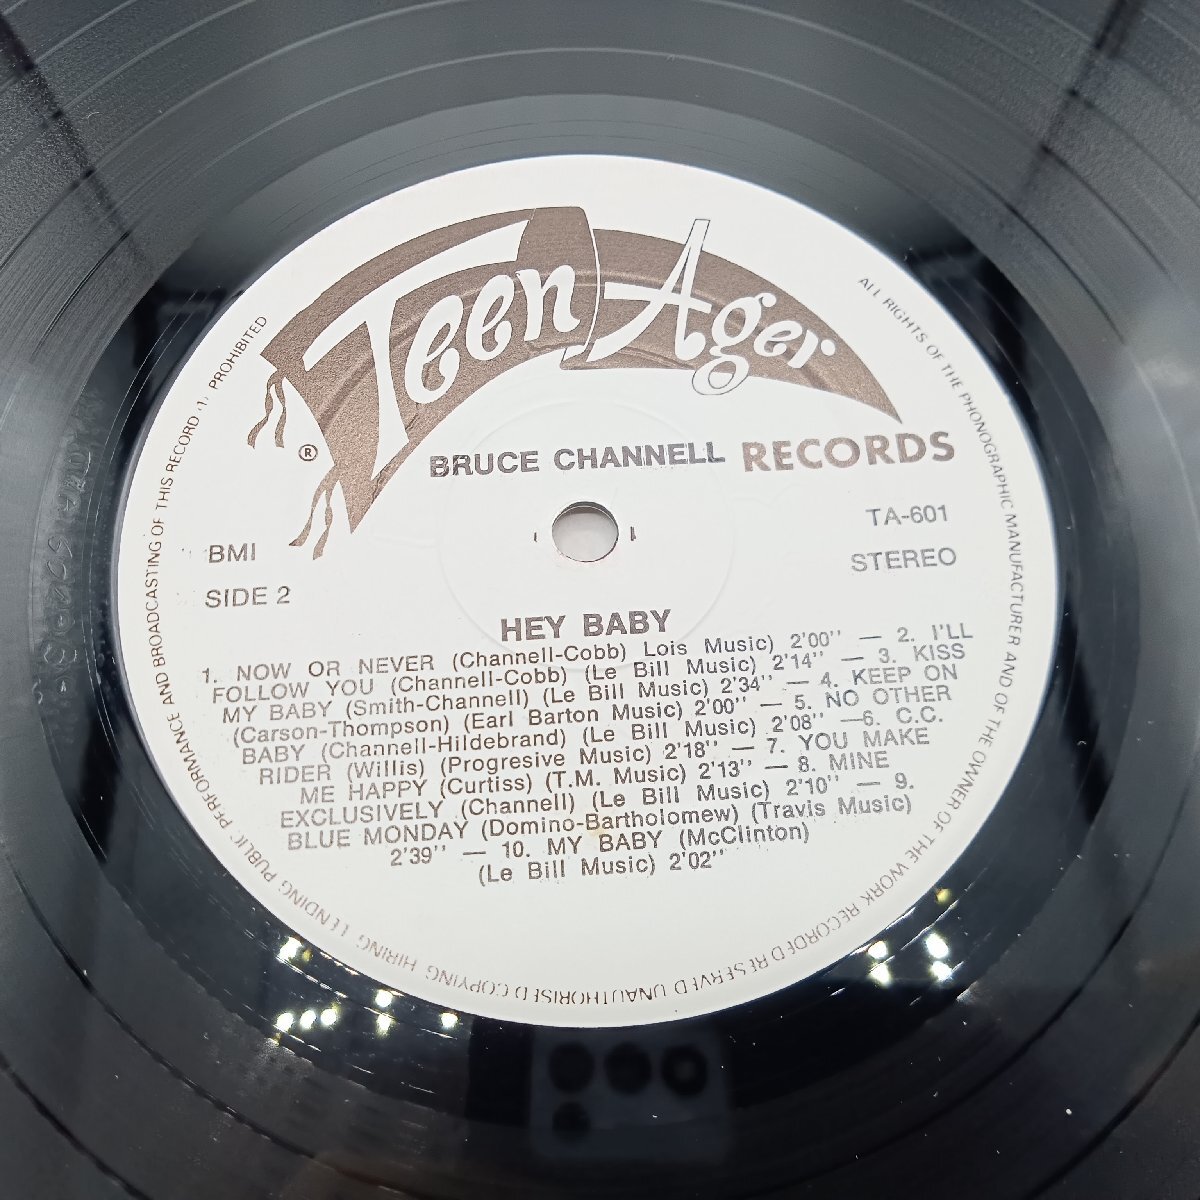 Teen Ager
®
BRUCE CHANNELL RECORDS
TA-601
BMI
STEREO
SIDE 2
HEY BABY
1. NOW OR NEVER (Channell-Cobb) Lois Music) 2'00'' — 2. I'LL
FOLLOW YOU (Channell-Cobb) (Le Bill Music) 2'14'' — 3. KISS
MY BABY (Smith-Channell) (Le Bill Music) 2'34'' — 4. KEEP ON
(Carson-Thompson) (Earl Barton Music) 2'00'' — 5. NO OTHER
BABY (Channell-Hildebrand) (Le Bill Music) 2'08'' —6. C.C.
RIDER (Willis) (Progresive Music) 2'18'' — 7. YOU MAKE
ME HAPPY (Curtiss) (T.M. Music) 2'13'' — 8. MINE
EXCLUSIVELY (Channell) (Le Bill Music) 2'10'' — 9.
BLUE MONDAY (Domino-Bartholomew) (Travis Music)
2'39'' — 10. MY BABY (McClinton)
(Le Bill Music) 2'02''
ALL RIGHTS OF THE PHONOGRAPHIC MANUFACTURER AND OF THE OWNER OF THE WORK RECORDED RESERVED UNAUTHORISED COPYING HIRING LENDING PUBLIC PERFORMANCE AND BROADCASTING OF THIS RECORD PROHIBITED